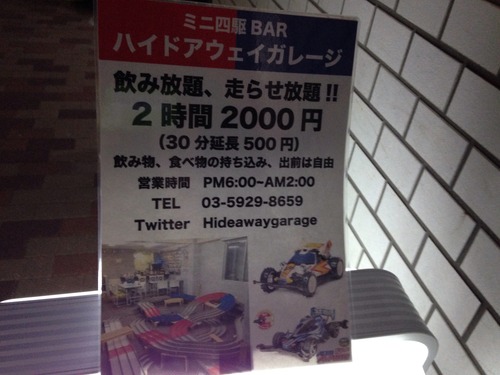 ミニ四駆 BAR
ハイドアウェイガレージ
飲み放題、走らせ放題!!
2時間 2000円
(30分延長500円)
飲み物、食べ物の持ち込み、出前は自由
営業時間 PM6:00~AM2:00
TEL 03-5929-8659
Twitter Hideawaygarage